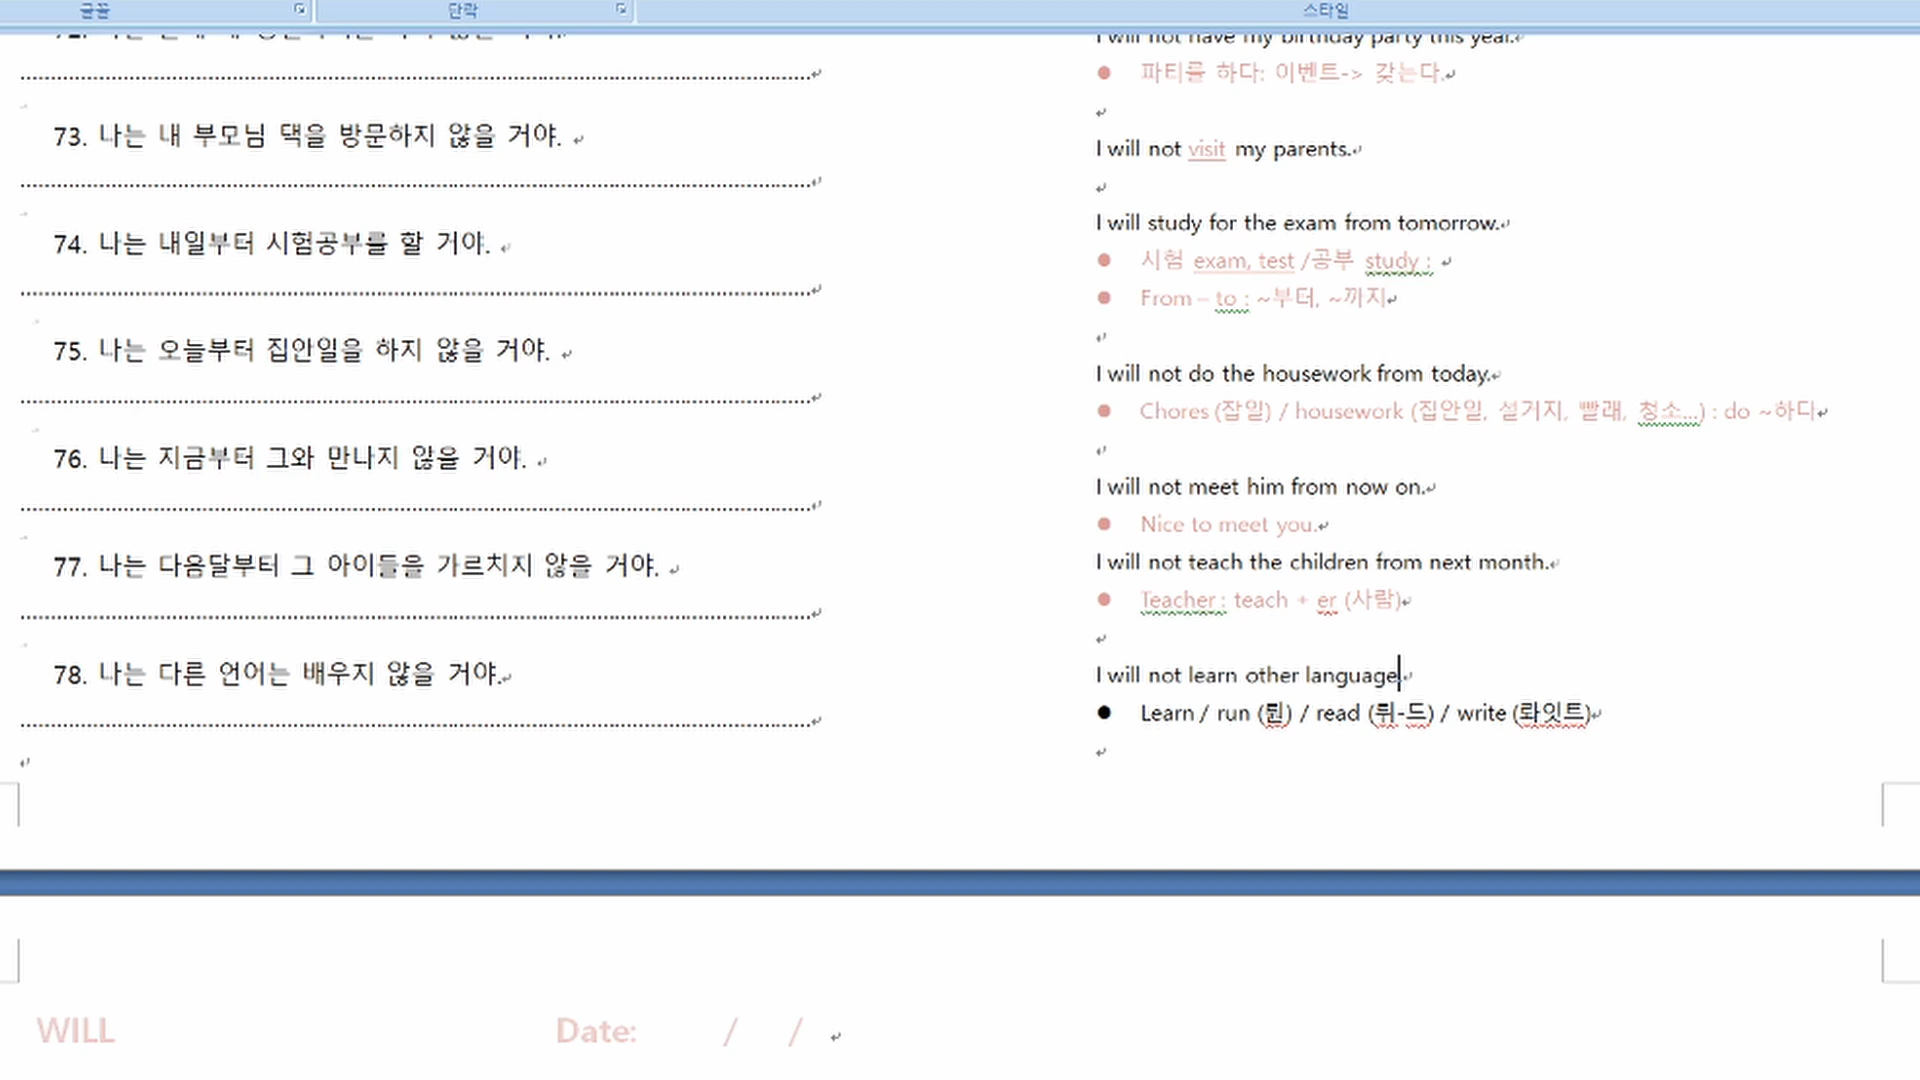 글꼴 단락 스타일
I will not have my birthday party this year.
파티를 하다: 이벤트-> 갖는다.
73. 나는 내 부모님 댁을 방문하지 않을 거야.
I will not visit my parents.
74. 나는 내일부터 시험공부를 할 거야.
I will study for the exam from tomorrow.
시험 exam, test /공부 study :
From – to : ~부터, ~까지
75. 나는 오늘부터 집안일을 하지 않을 거야.
I will not do the housework from today.
Chores (잡일) / housework (집안일, 설거지, 빨래, 청소...) : do ~하다
76. 나는 지금부터 그와 만나지 않을 거야.
I will not meet him from now on.
Nice to meet you.
77. 나는 다음달부터 그 아이들을 가르치지 않을 거야.
I will not teach the children from next month.
Teacher : teach + er (사람)
78. 나는 다른 언어는 배우지 않을 거야.
I will not learn other language
Learn / run (뤈) / read (뤼-드) / write (롸잇트)
WILL Date: / /